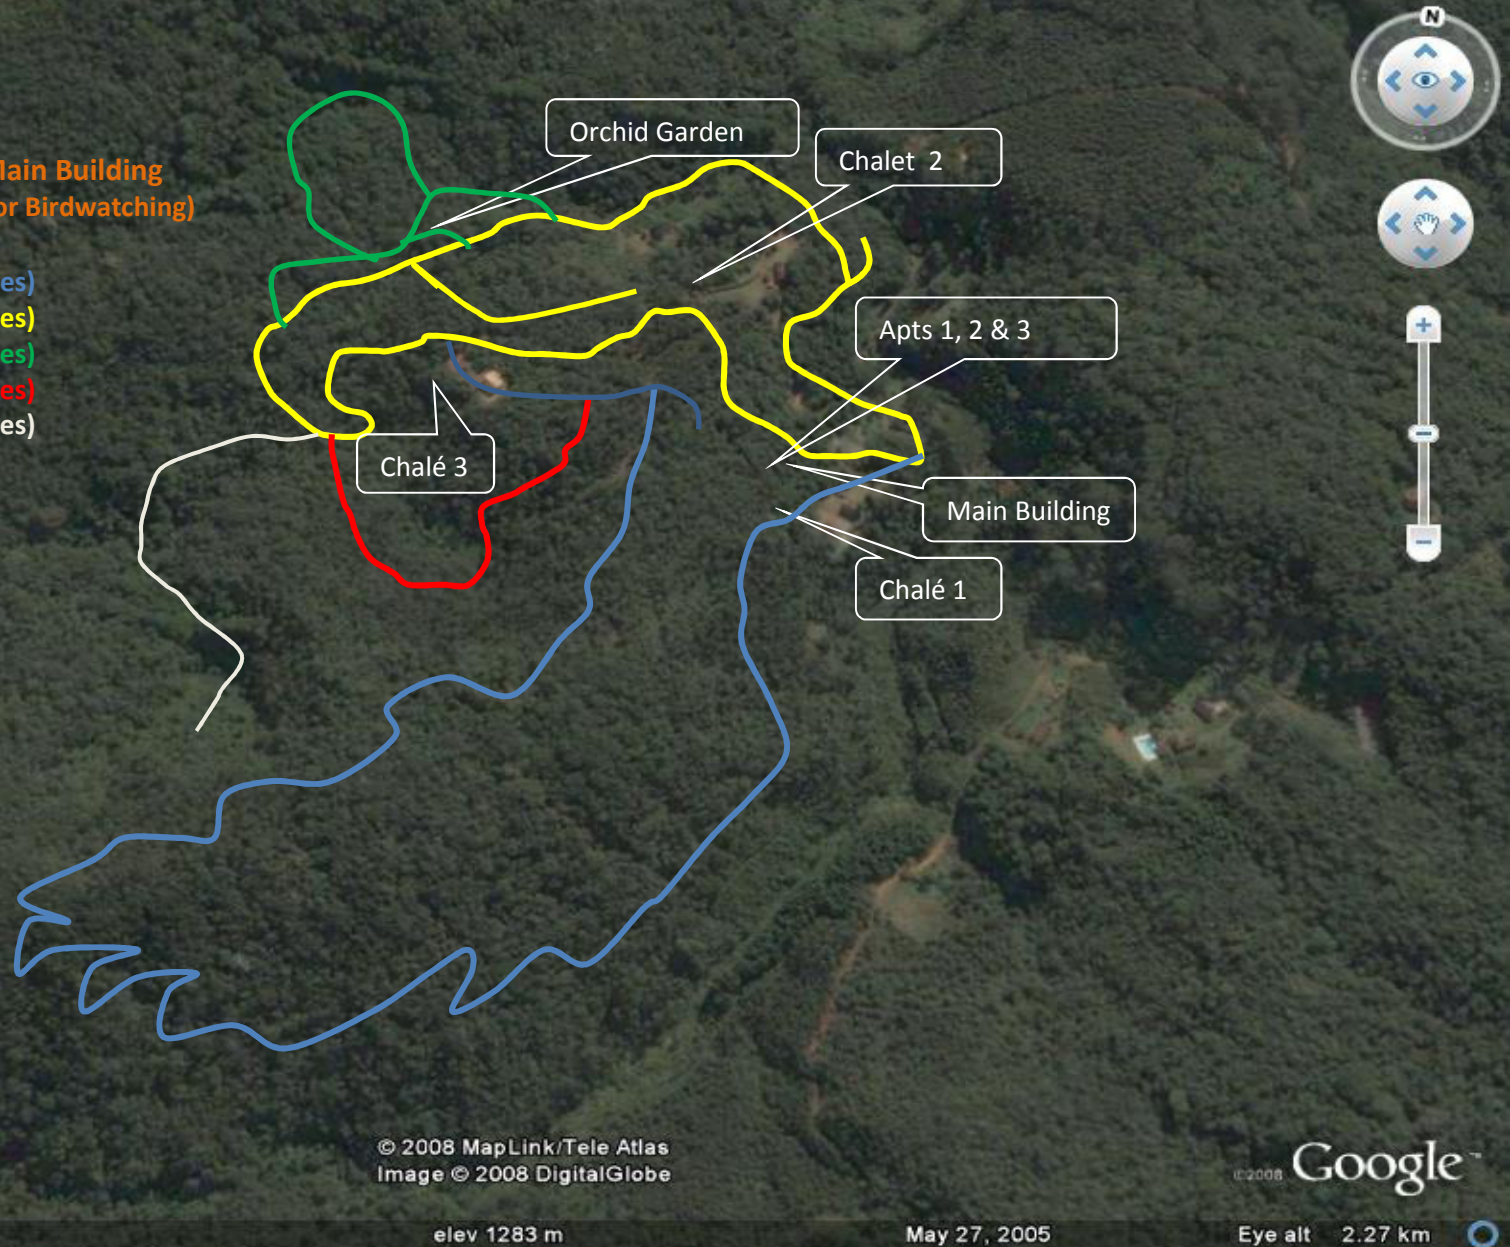 N
Orchid Garden
Chalet 2
Main Building
or Birdwatching)
es)
es)
es)
es)
es)
Apts 1, 2 & 3
Chalé 3
Main Building
Chalé 1
© 2008 MapLink/Tele Atlas
Image © 2008 DigitalGlobe
©2008 Google™
elev 1283 m May 27, 2005 Eye alt 2.27 km